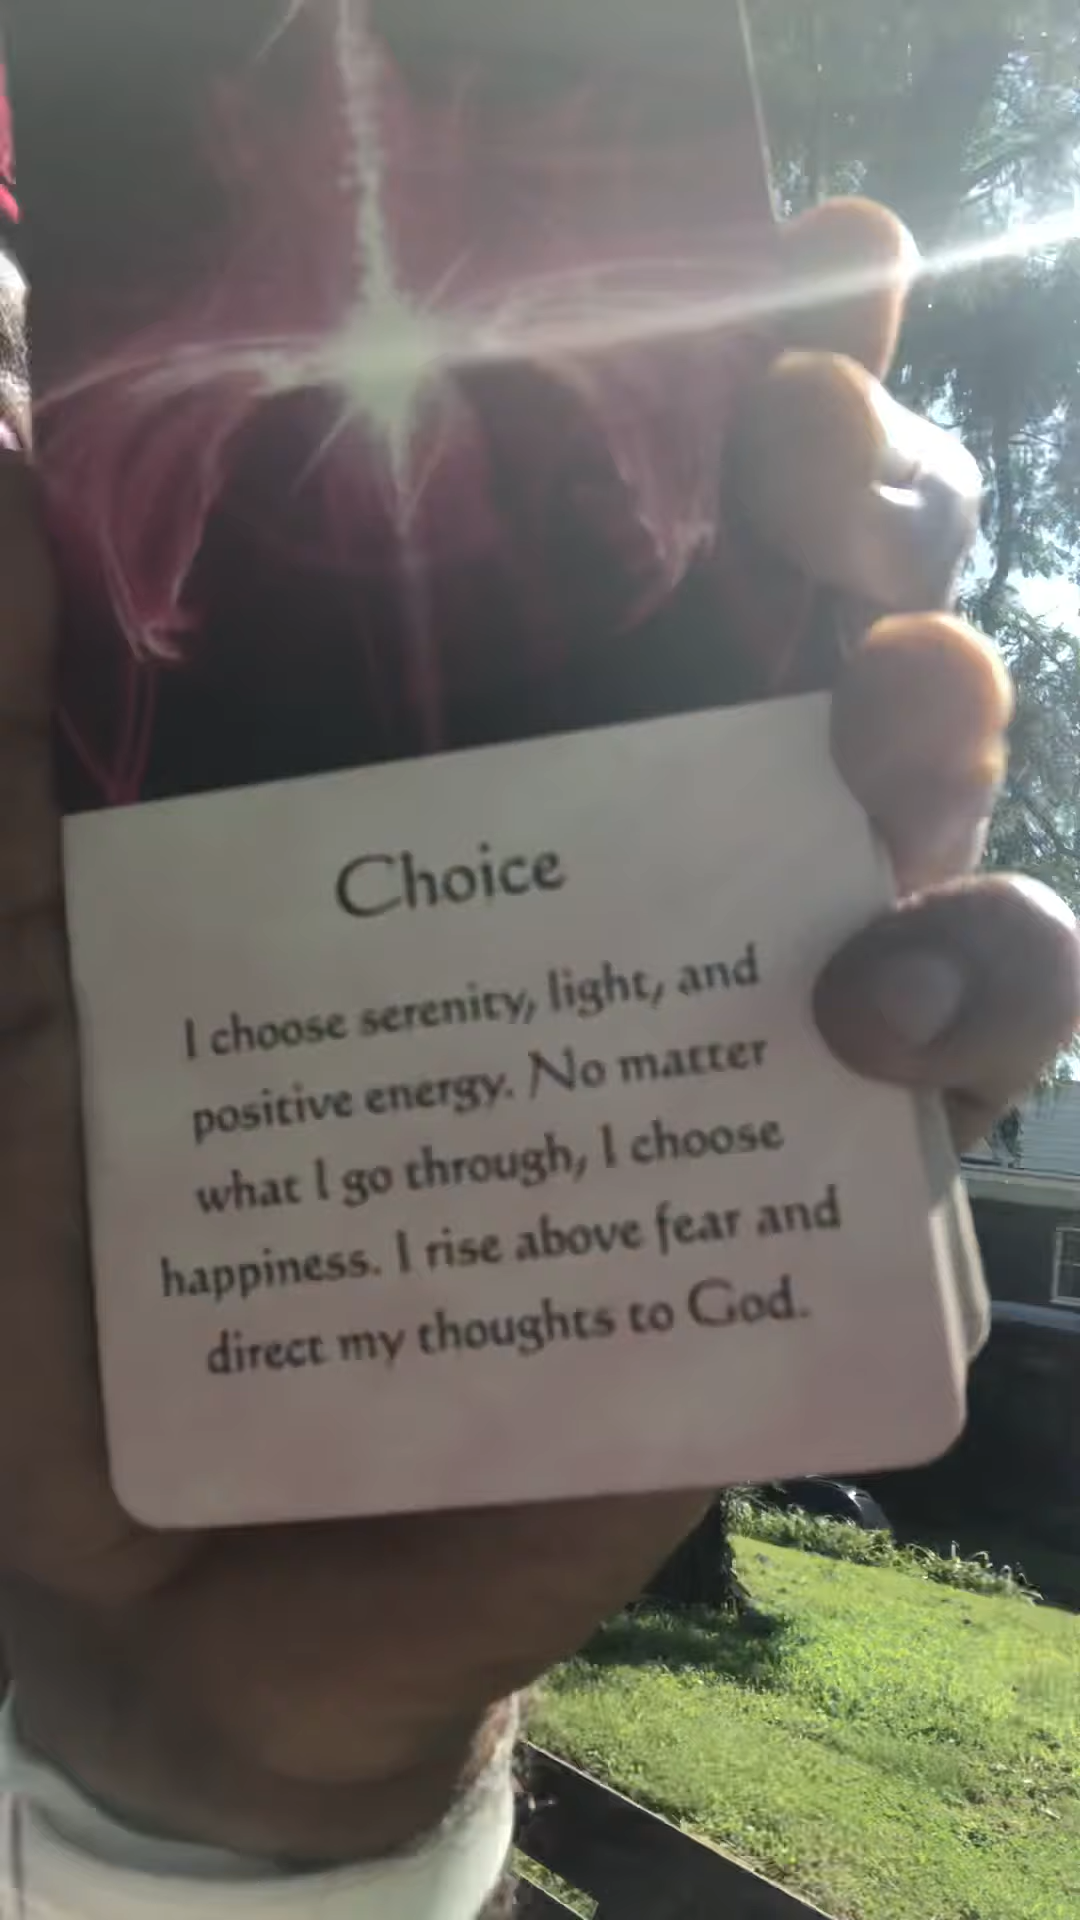 Choice
I choose serenity, light, and
positive energy. No matter
what I go through, I choose
happiness. I rise above fear and
direct my thoughts to God.